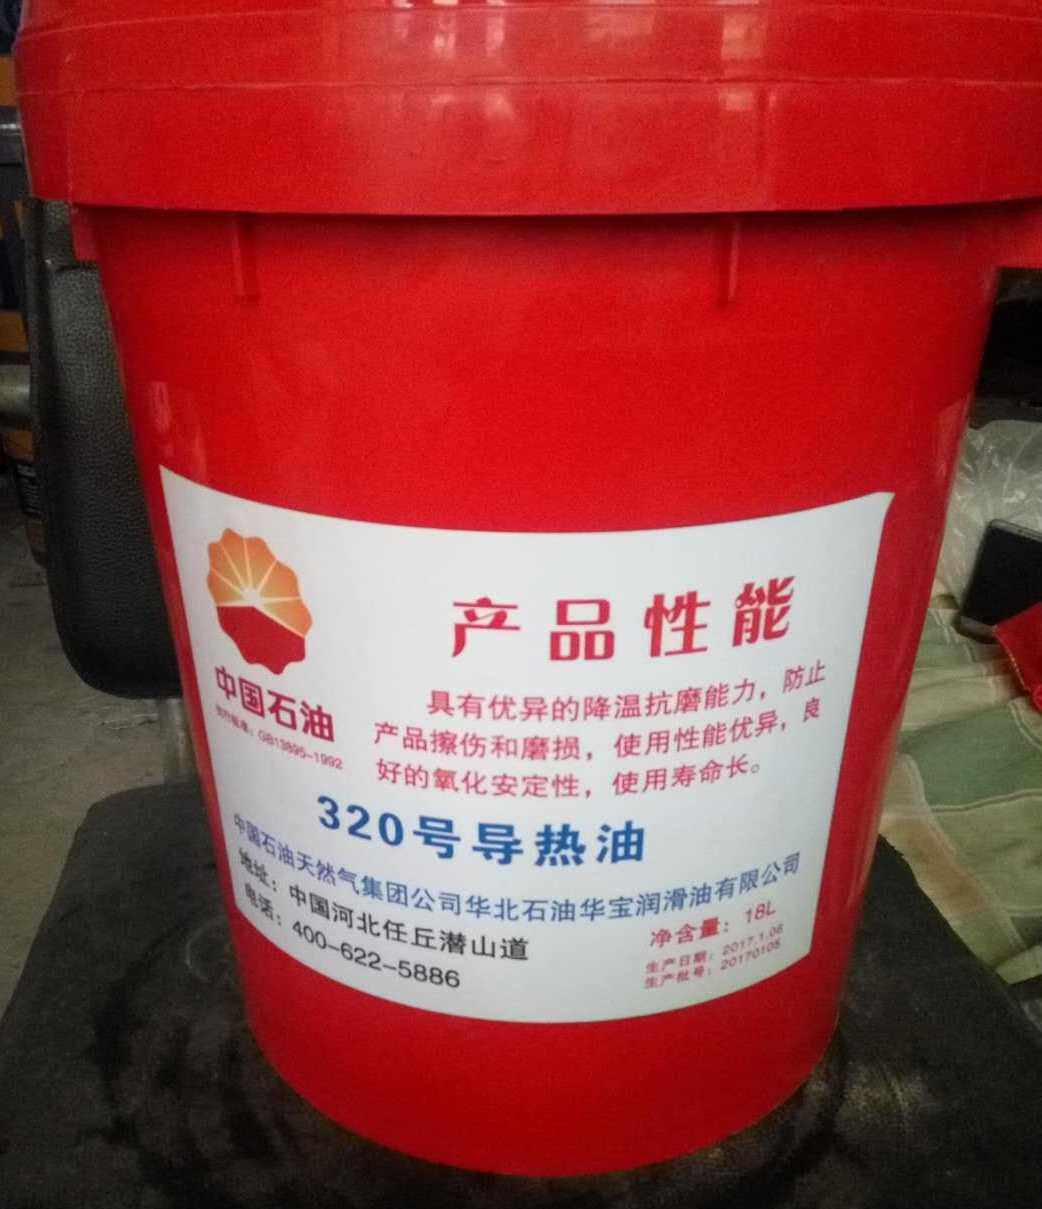 中国石油
执行标准：GB13895-1992
产品性能
具有优异的降温抗磨能力，防止
产品擦伤和磨损，使用性能优异，良
好的氧化安定性，使用寿命长。
320号导热油
中国石油天然气集团公司华北石油华宝润滑油有限公司
地址：中国河北任丘潜山道
电话：400-622-5886
净含量：18L
生产日期：2017.1.06
生产批号：20170106